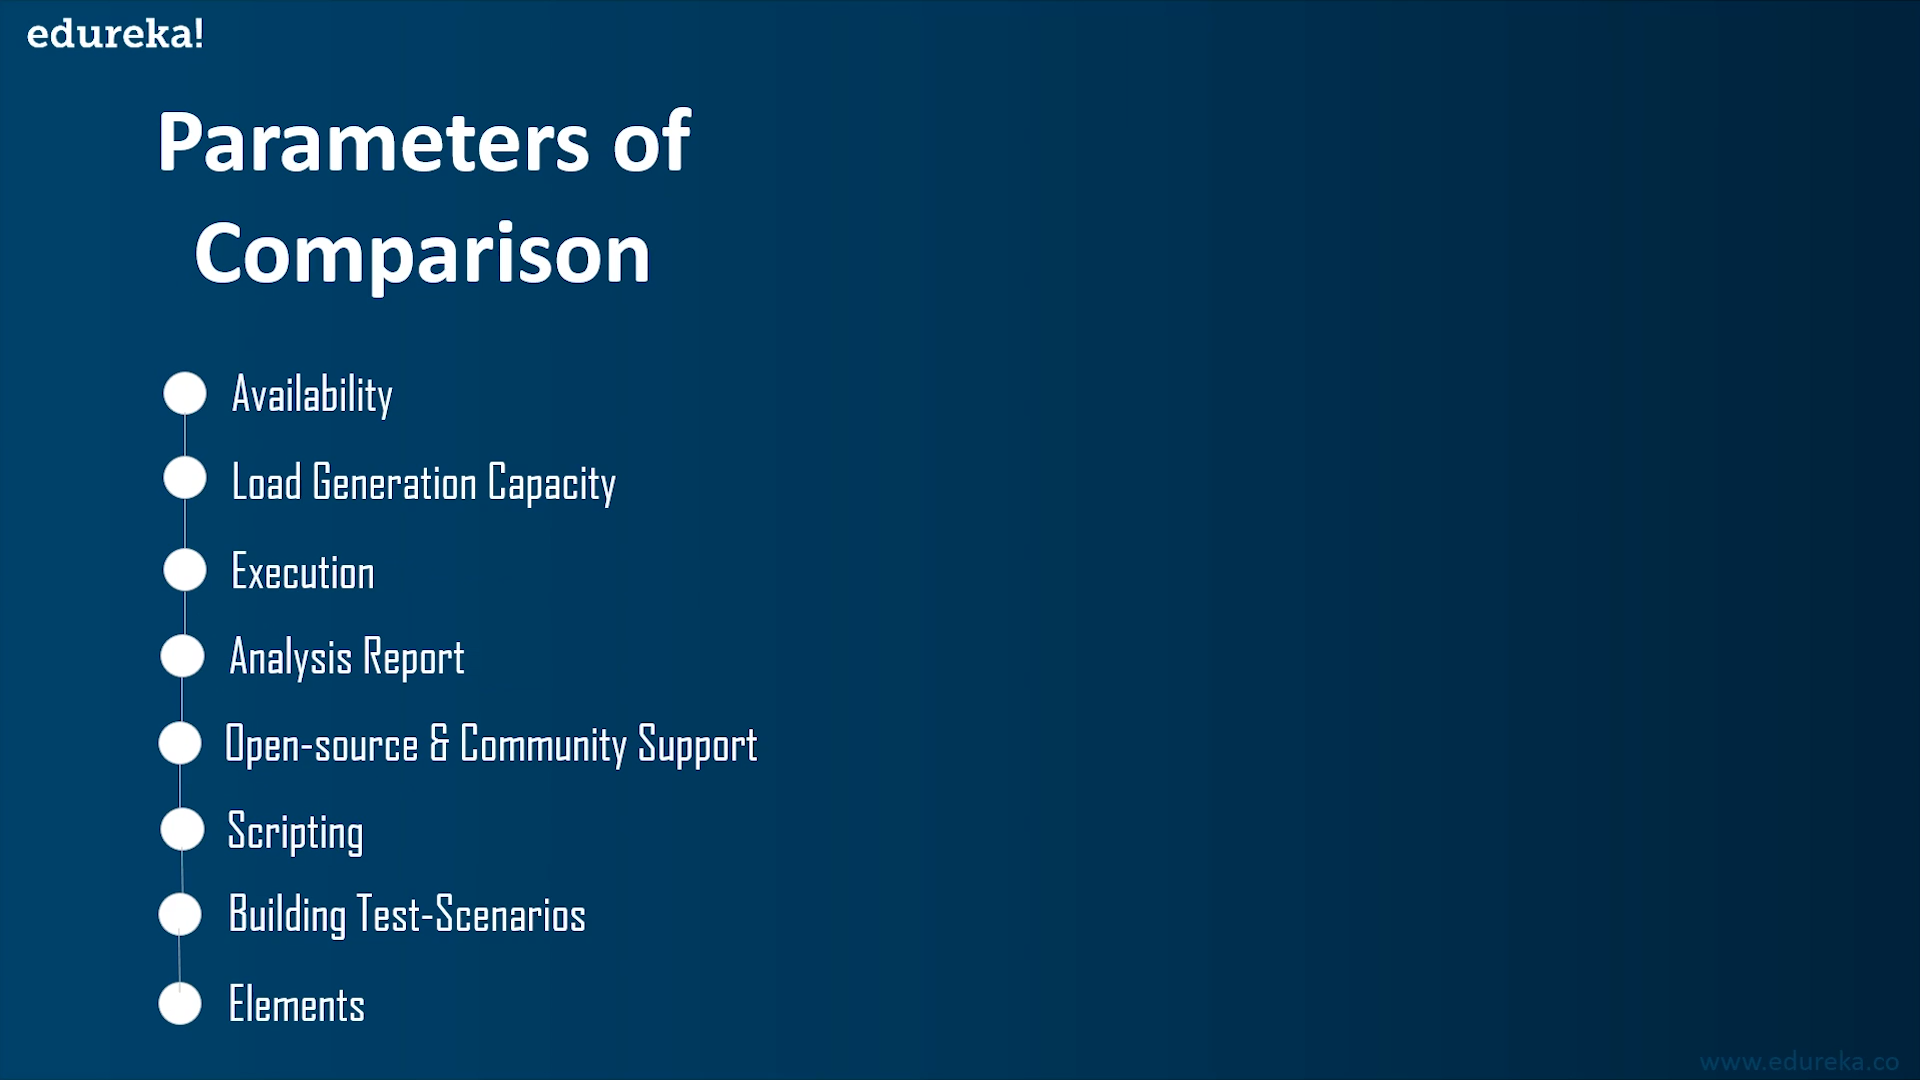 edureka!
Parameters of
Comparison
Availability
Load Generation Capacity
Execution
Analysis Report
Open-source & Community Support
Scripting
Building Test-Scenarios
Elements
www.edureka.co